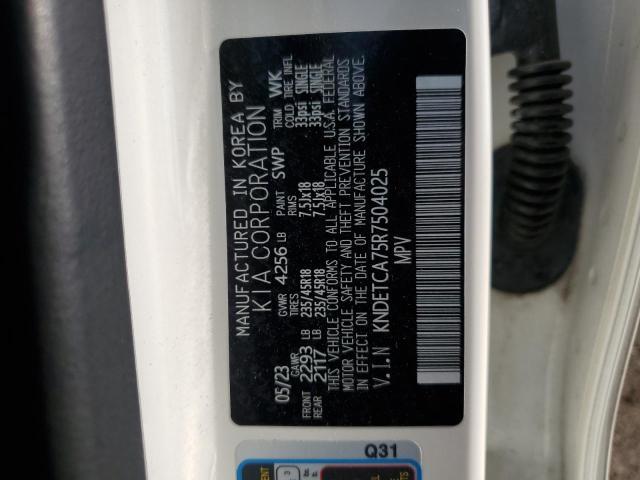 MANUFACTURED IN KOREA BY
KIA CORPORATION
05/23 GVWR 4256 LB PAINT SWP TRIM WK
GAWR TIRES RIMS COLD TIRE INFL
FRONT 2293 LB 235/45R18 7.5Jx18 33psi SINGLE
REAR 2117 LB 235/45R18 7.5Jx18 33psi SINGLE
THIS VEHICLE CONFORMS TO ALL APPLICABLE U.S.A. FEDERAL
MOTOR VEHICLE SAFETY AND THEFT PREVENTION STANDARDS
IN EFFECT ON THE DATE OF MANUFACTURE SHOWN ABOVE.
V.I.N KNDETCA75R7504025
MPV
Q31